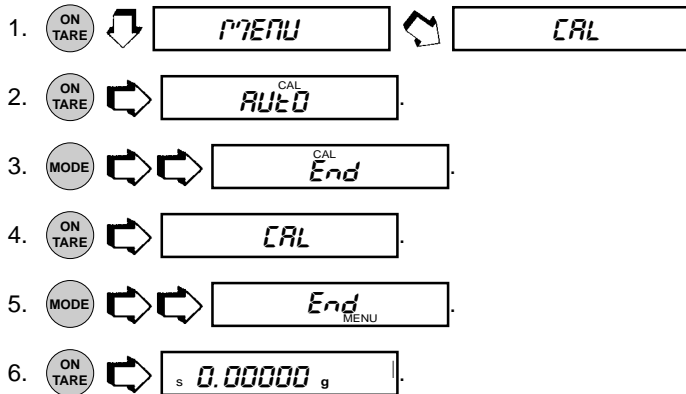 1. ON TARE MENU CAL
2. ON TARE CAL AUtO .
3. MODE CAL End .
4. ON TARE CAL .
5. MODE End MENU .
6. ON TARE s 0.00000 g .